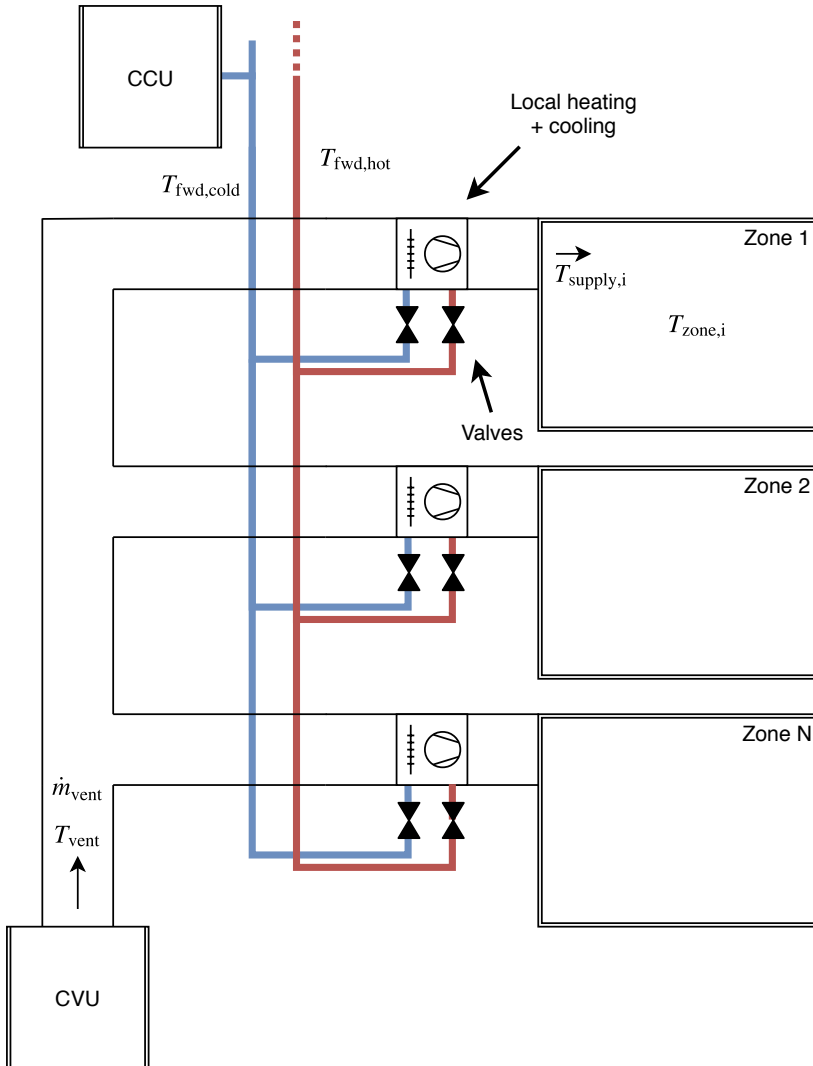 CCU
Local heating
+ cooling
T_fwd,hot
T_fwd,cold
Zone 1
T_supply,i
T_zone,i
Valves
Zone 2
Zone N
ṁ_vent
T_vent
CVU